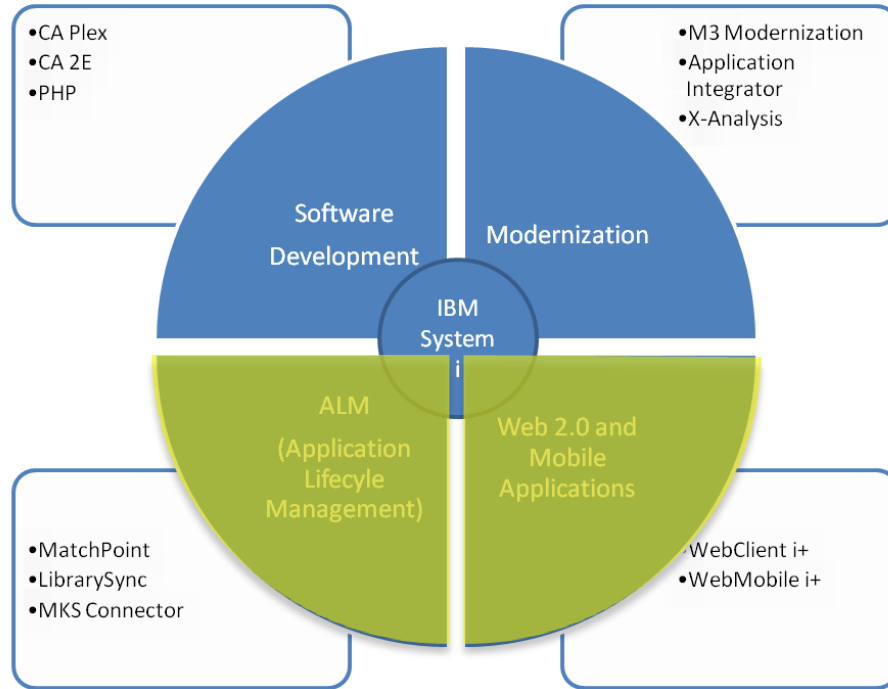 •CA Plex
•CA 2E
•PHP
•M3 Modernization
•Application
Integrator
•X-Analysis
Software
Development
Modernization
IBM
System
i
ALM
(Application
Lifecyle
Management)
Web 2.0 and
Mobile
Applications
•MatchPoint
•LibrarySync
•MKS Connector
•WebClient i+
•WebMobile i+